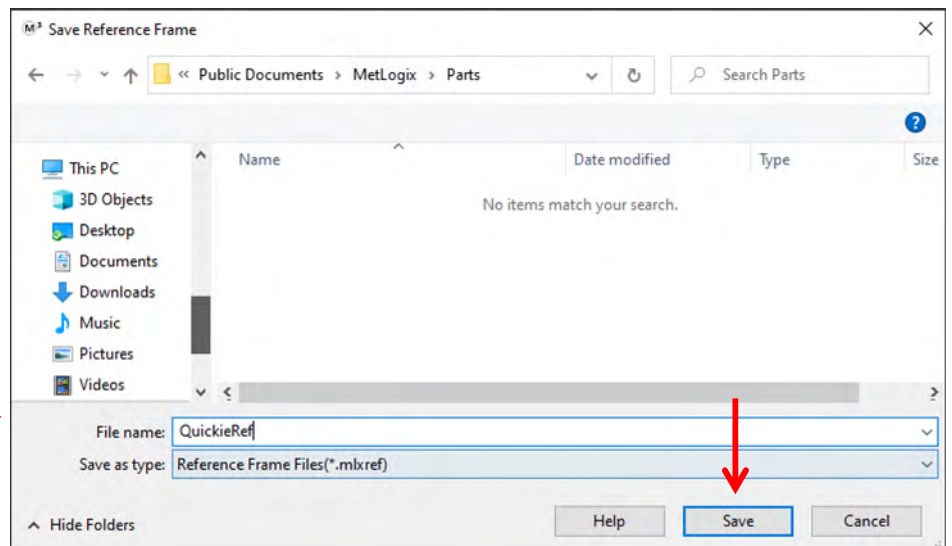 M³ Save Reference Frame
« Public Documents › MetLogix › Parts
Search Parts
Name Date modified Type Size
No items match your search.
This PC
3D Objects
Desktop
Documents
Downloads
Music
Pictures
Videos
File name: QuickieRef
Save as type: Reference Frame Files(*.mlxref)
Hide Folders Help Save Cancel